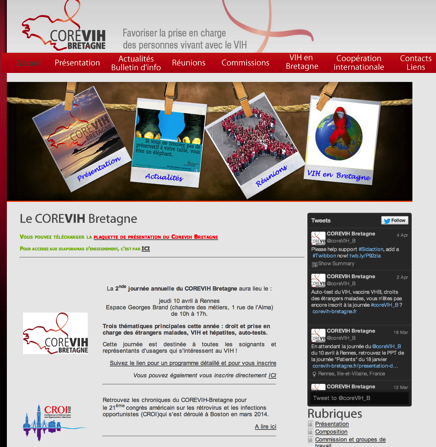 COREVIH
BRETAGNE
Favoriser la prise en charge
des personnes vivant avec le VIH
Présentation
Actualités
Bulletin d'info
Réunions
Commissions
VIH en
Bretagne
Coopération
internationale
Contacts
Liens
COREVIH
Présentation
Actualités
Réunions
VIH en Bretagne
Le COREVIH Bretagne
Vous pouvez télécharger la plaquette de présentation du Corevih Bretagne
Pour acceder aux diaporamas d'enseignement, c'est par ICI
COREVIH
BRETAGNE
La 2nde journée annuelle du COREVIH Bretagne aura lieu le :
jeudi 10 avril à Rennes
Espace Georges Brand (chambre des métiers, 1 rue de l'Alma)
de 10h à 17h.
Trois thématiques principales cette année : droit et prise en
charge des étrangers malades, VIH et hépatites, auto-tests.
Cette journée est destinée à toutes les soignants et
représentants d'usagers qui s'intéressent au VIH !
Suivez le lien pour un programme détaillé et pour vous inscrire
Vous pouvez également vous inscrire directement ICI
CROI
Retrouvez les chroniques du COREVIH-Bretagne pour
le 21ème congrès américain sur les rétrovirus et les infections
opportunistes (CROI)qui s'est déroulé à Boston en mars 2014.
A lire ici
Tweets
Follow
COREVIH Bretagne
@coreVIH_B
4 Apr
Please help support #Sidaction, add a
#Twibbon now!
Show Summary
COREVIH Bretagne
@coreVIH_B
2 Apr
Auto-test du VIH, vaccins VHB, droits
des étrangers malades, vous n'êtes pas
encore inscrit à la journée #coreVIH_B ?
corevih-bretagne.fr
COREVIH Bretagne
@coreVIH_B
En attendant la journée du @coreVIH_B
du 10 avril à Rennes, retrouvez le PPT de
la journée "Patients" du 18 janvier
corevih-bretagne.fr/presentation-d...
Rennes, Ille-et-Vilaine, France
COREVIH Bretagne
Tweet to @coreVIH_B
Rubriques
Présentation
Composition
Commission et groupes de
travail